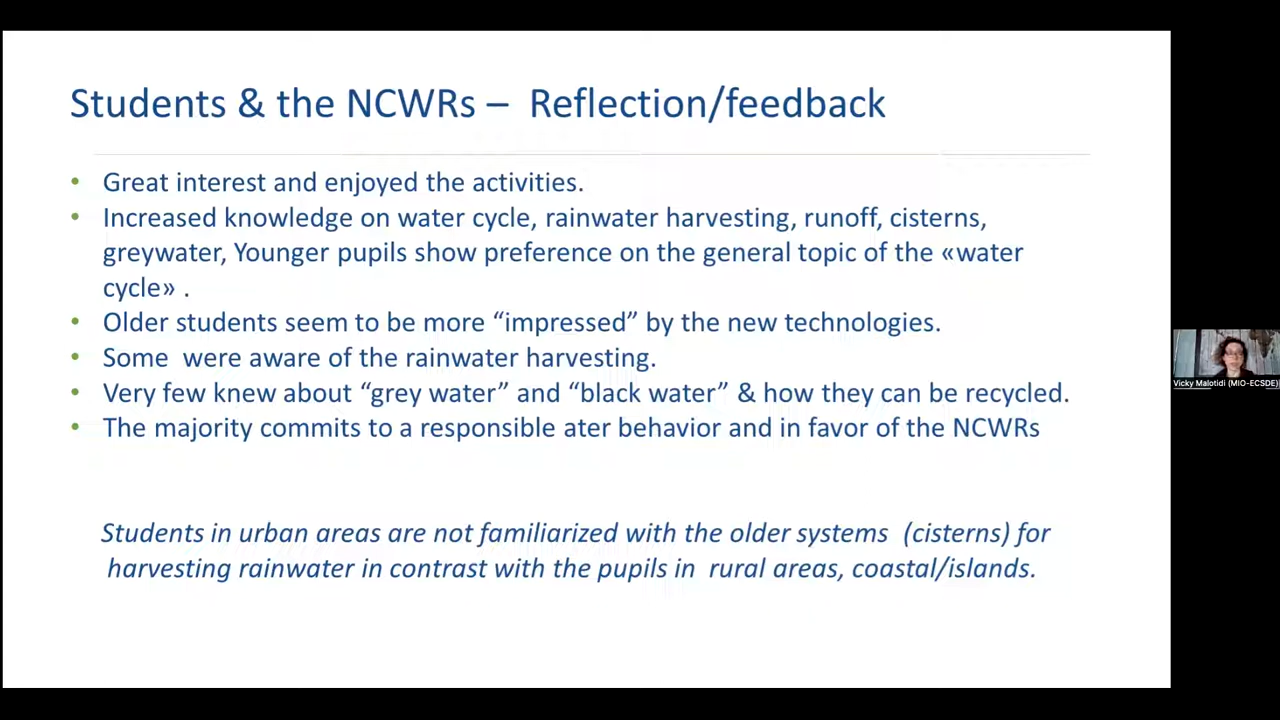 Students & the NCWRs – Reflection/feedback
• Great interest and enjoyed the activities.
• Increased knowledge on water cycle, rainwater harvesting, runoff, cisterns,
greywater, Younger pupils show preference on the general topic of the «water
cycle» .
• Older students seem to be more “impressed” by the new technologies.
• Some were aware of the rainwater harvesting.
• Very few knew about “grey water” and “black water” & how they can be recycled.
• The majority commits to a responsible ater behavior and in favor of the NCWRs
Students in urban areas are not familiarized with the older systems (cisterns) for
harvesting rainwater in contrast with the pupils in rural areas, coastal/islands.
Vicky Malotidi (MIO-ECSDE)